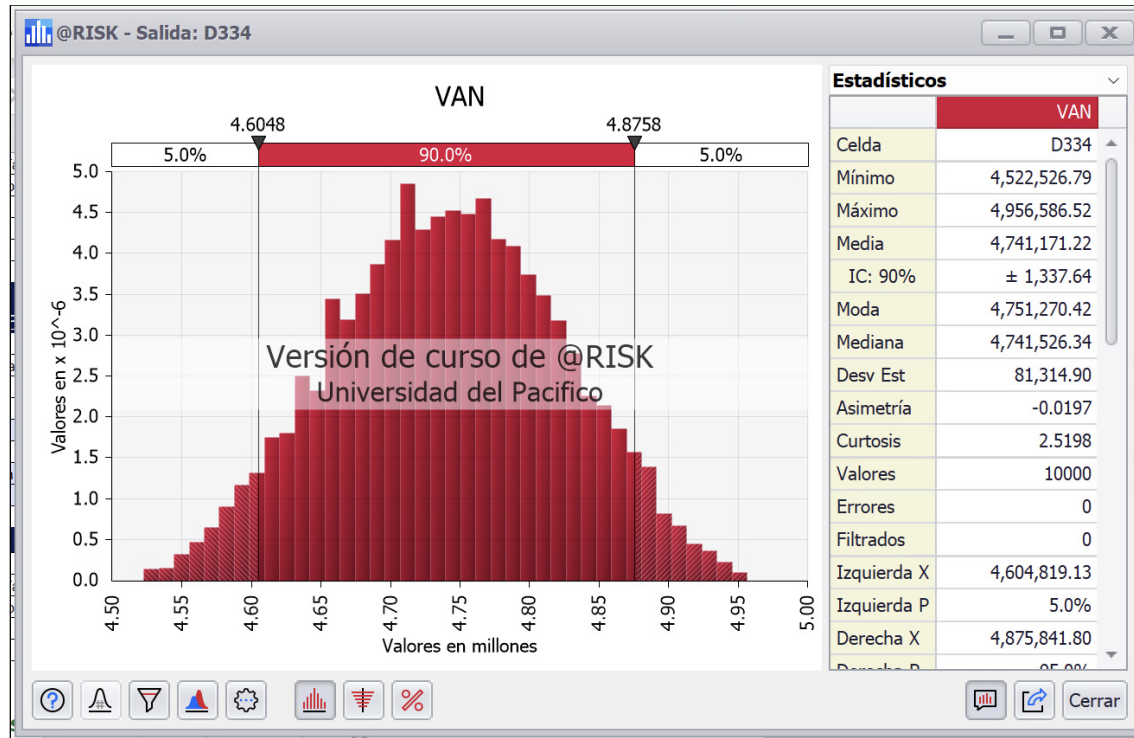 @RISK - Salida: D334
VAN
4.6048 4.8758
5.0% 90.0% 5.0%
5.0
4.5
4.0
3.5
3.0
2.5
2.0
1.5
1.0
0.5
0.0
Valores en x 10^-6
Versión de curso de @RISK
Universidad del Pacifico
4.50 4.55 4.60 4.65 4.70 4.75 4.80 4.85 4.90 4.95 5.00
Valores en millones
Estadísticos
VAN
Celda D334
Mínimo 4,522,526.79
Máximo 4,956,586.52
Media 4,741,171.22
IC: 90% ± 1,337.64
Moda 4,751,270.42
Mediana 4,741,526.34
Desv Est 81,314.90
Asimetría -0.0197
Curtosis 2.5198
Valores 10000
Errores 0
Filtrados 0
Izquierda X 4,604,819.13
Izquierda P 5.0%
Derecha X 4,875,841.80
Derecha P 95.0%
Cerrar